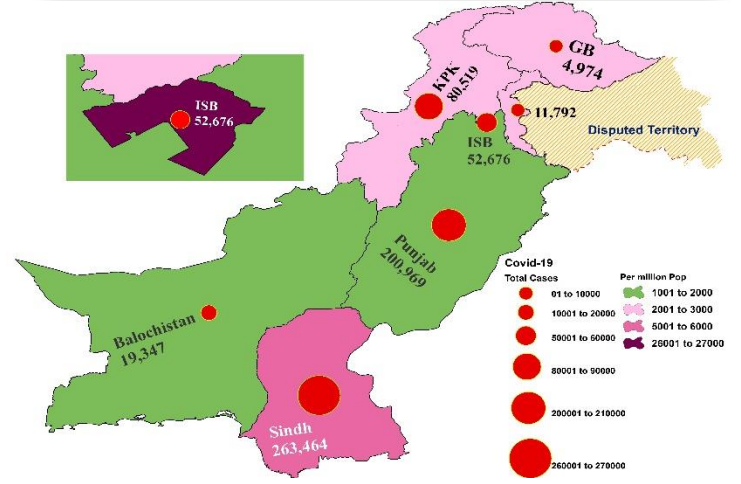 GB
4,974
KPK
80,519
ISB
52,676
11,792
Disputed Territory
ISB
52,676
Punjab
200,969
Balochistan
19,347
Sindh
263,464
Covid-19
Total Cases
01 to 10000
10001 to 20000
50001 to 60000
80001 to 90000
200001 to 210000
260001 to 270000
Per million Pop
1001 to 2000
2001 to 3000
5001 to 6000
26001 to 27000